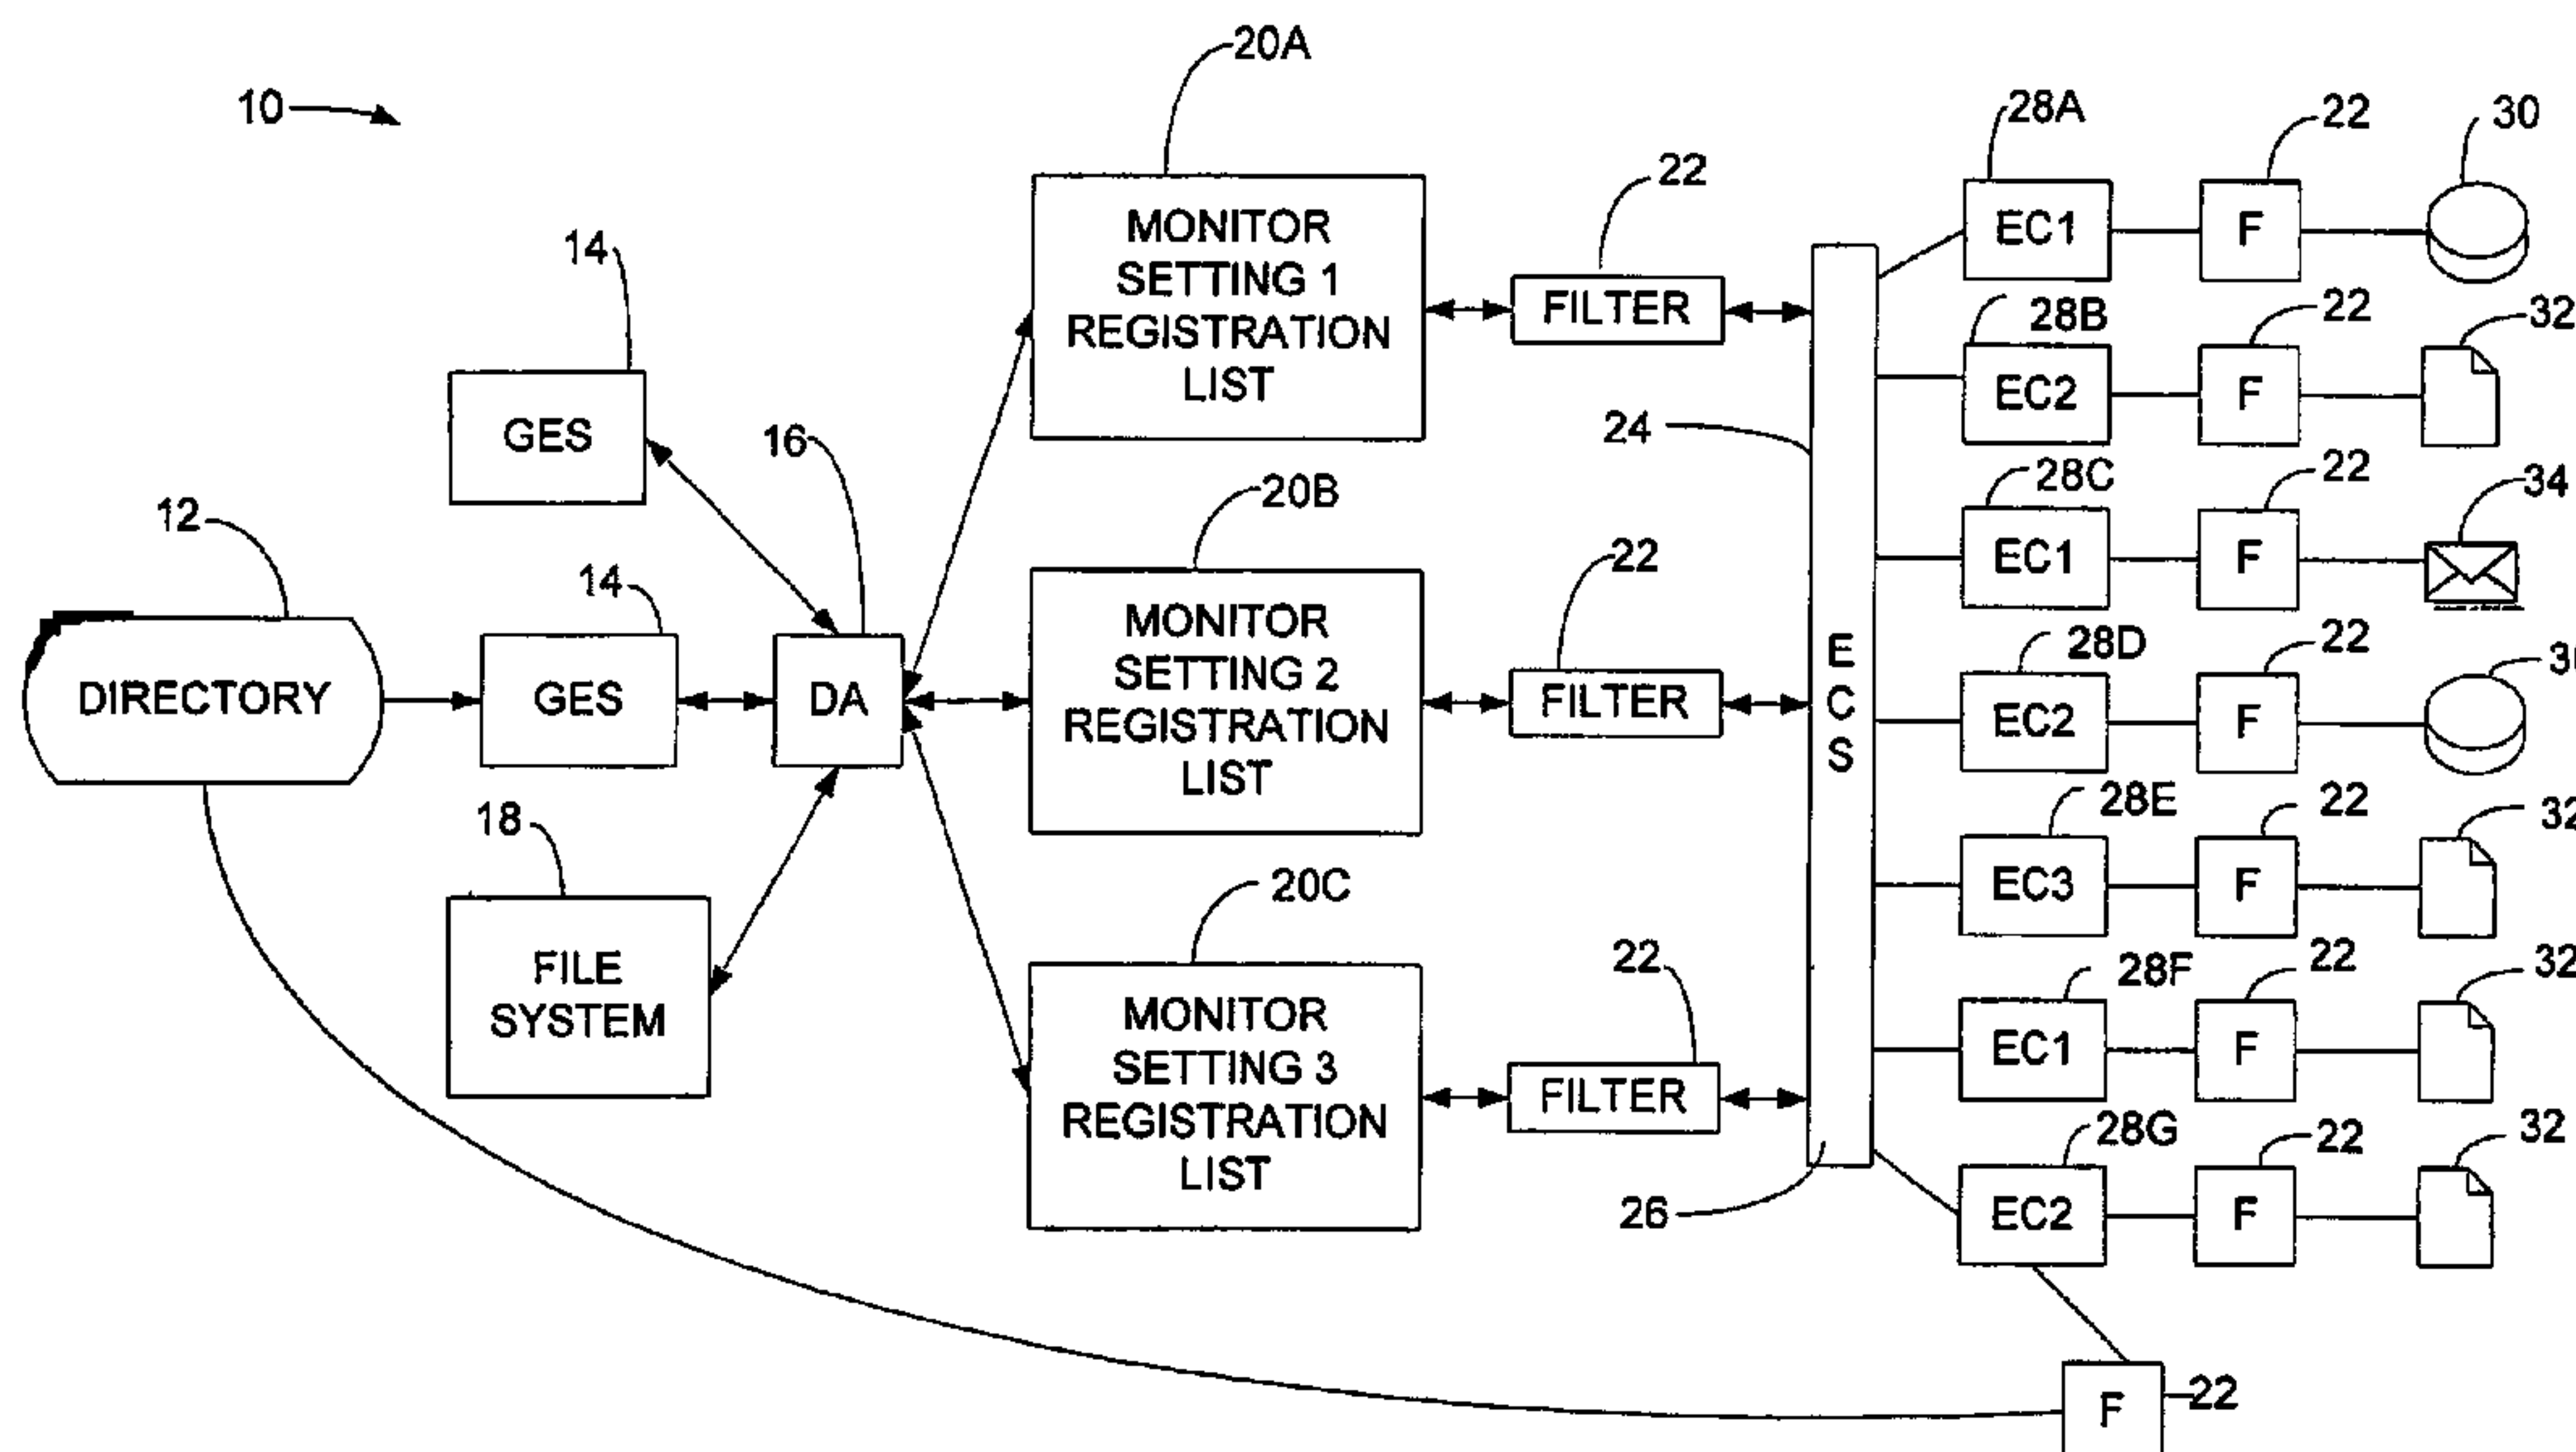 20A
10
28A
22
30
22
MONITOR
SETTING 1
REGISTRATION
LIST
EC1
F
14
FILTER
28B
22
32
EC2
F
GES
16
24
28C
22
34
12
20B
EC1
F
14
22
MONITOR
SETTING 2
REGISTRATION
LIST
28D
22
E
C
S
DIRECTORY
GES
DA
FILTER
EC2
F
18
28E
22
32
20C
EC3
F
FILE
SYSTEM
22
28F
22
32
MONITOR
SETTING 3
REGISTRATION
LIST
EC1
F
FILTER
28G
22
32
26
EC2
F
22
F